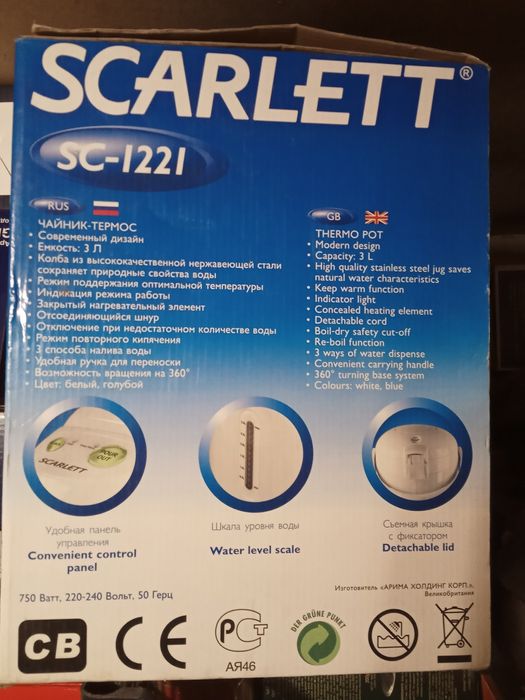 SCARLETT®
SC-1221
RUS
ЧАЙНИК-ТЕРМОС
• Современный дизайн
• Емкость: 3 Л
• Колба из высококачественной нержавеющей стали
сохраняет природные свойства воды
• Режим поддержания оптимальной температуры
• Индикация режима работы
• Закрытый нагревательный элемент
• Отсоединяющийся шнур
• Отключение при недостаточном количестве воды
• Режим повторного кипячения
• 3 способа налива воды
• Удобная ручка для переноски
• Возможность вращения на 360°
• Цвет: белый, голубой
GB
THERMO POT
• Modern design
• Capacity: 3 L
• High quality stainless steel jug saves
natural water characteristics
• Keep warm function
• Indicator light
• Concealed heating element
• Detachable cord
• Boil-dry safety cut-off
• Re-boil function
• 3 ways of water dispense
• Convenient carrying handle
• 360° turning base system
• Colours: white, blue
POUR
OUT
SCARLETT
Удобная панель
управления
Convenient control
panel
Шкала уровня воды
Water level scale
Съемная крышка
с фиксатором
Detachable lid
750 Ватт, 220-240 Вольт, 50 Герц
Изготовитель «АРИМА ХОЛДИНГ КОРП.»,
Великобритания
CB
CE
РСТ
АЯ46
DER GRÜNE PUNKT